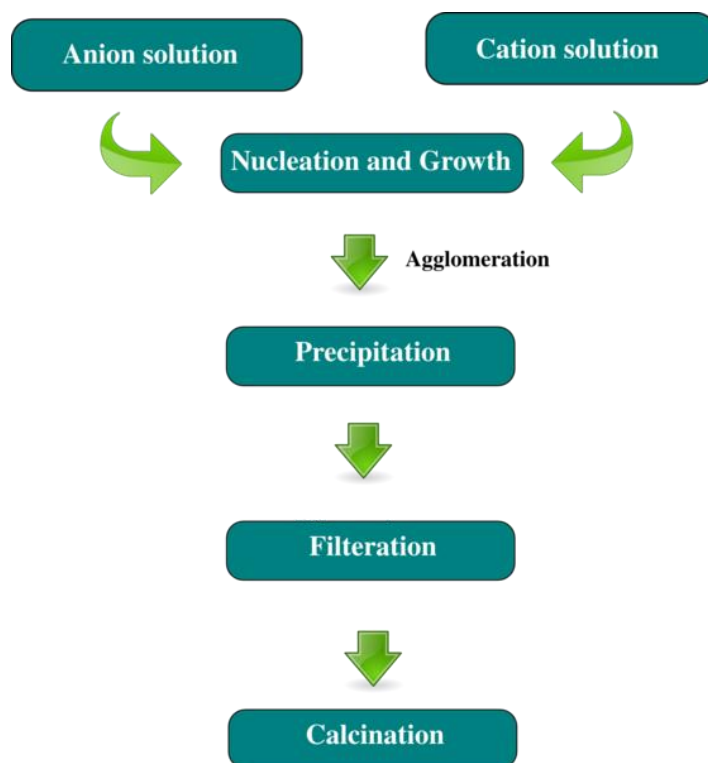 Anion solution
Cation solution
Nucleation and Growth
Agglomeration
Precipitation
Filteration
Calcination